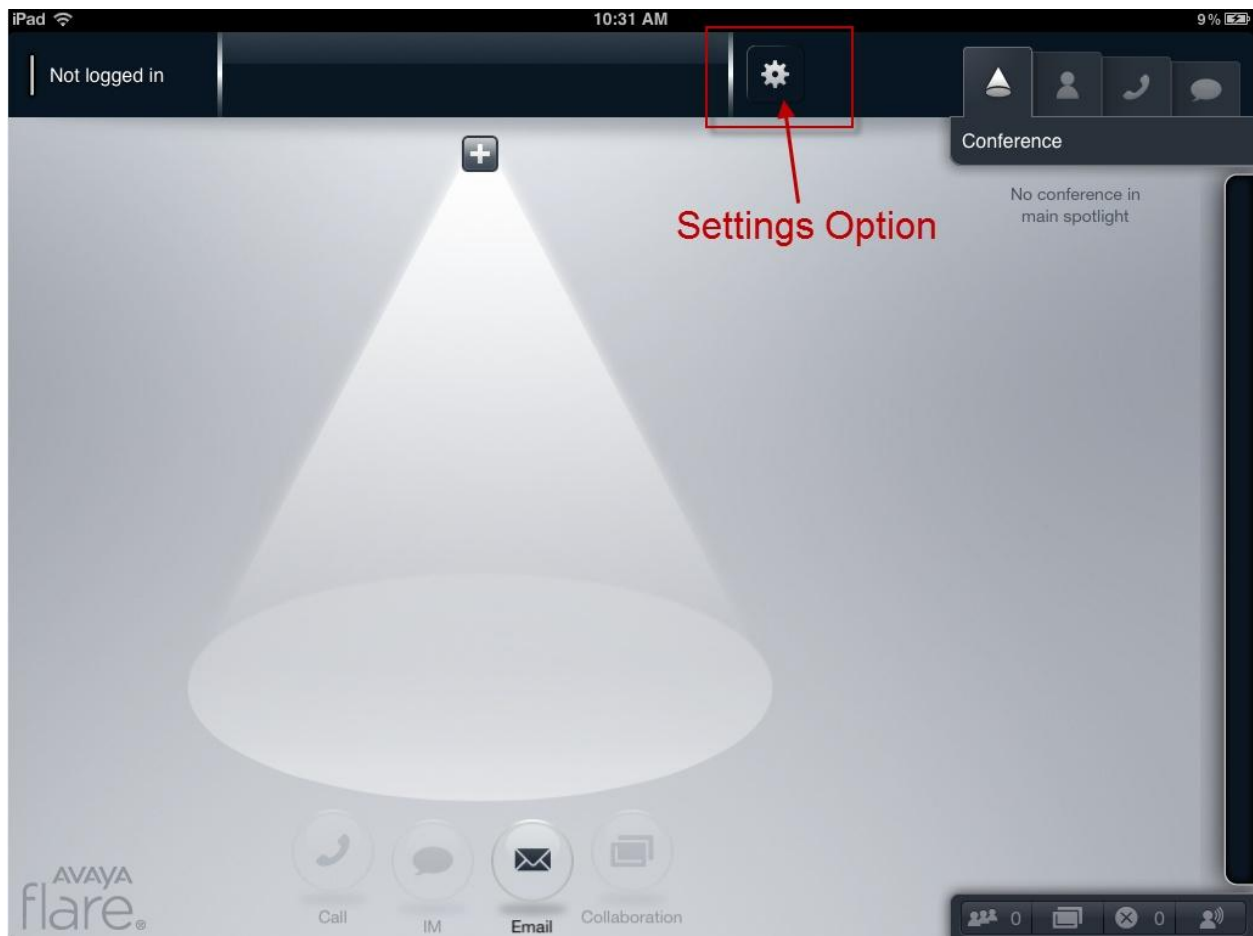 iPad 10:31 AM 9%
Not logged in
Conference
No conference in
main spotlight
Settings Option
Call IM Email Collaboration
AVAYA
flare®
0 0